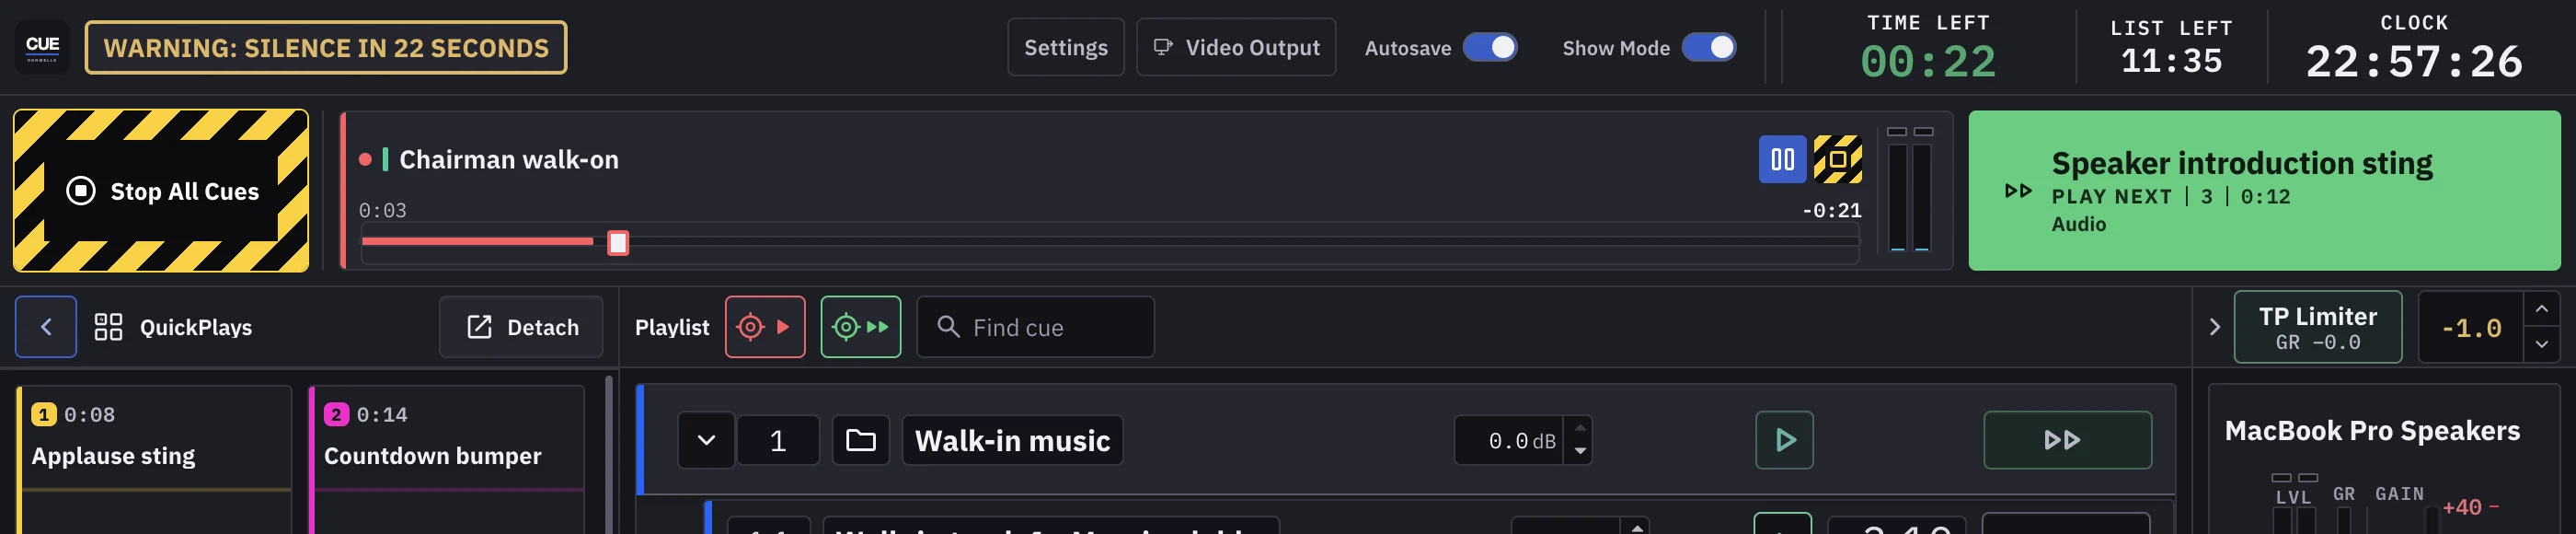 CUE
WARNING: SILENCE IN 22 SECONDS
Settings
Video Output
Autosave
Show Mode
TIME LEFT
00:22
LIST LEFT
11:35
CLOCK
22:57:26
Stop All Cues
Chairman walk-on
0:03
-0:21
Speaker introduction sting
PLAY NEXT | 3 | 0:12
Audio
QuickPlays
Detach
Playlist
Find cue
TP Limiter
GR -0.0
-1.0
1 0:08
Applause sting
2 0:14
Countdown bumper
1
Walk-in music
0.0 dB
MacBook Pro Speakers
LVL GR GAIN
+40